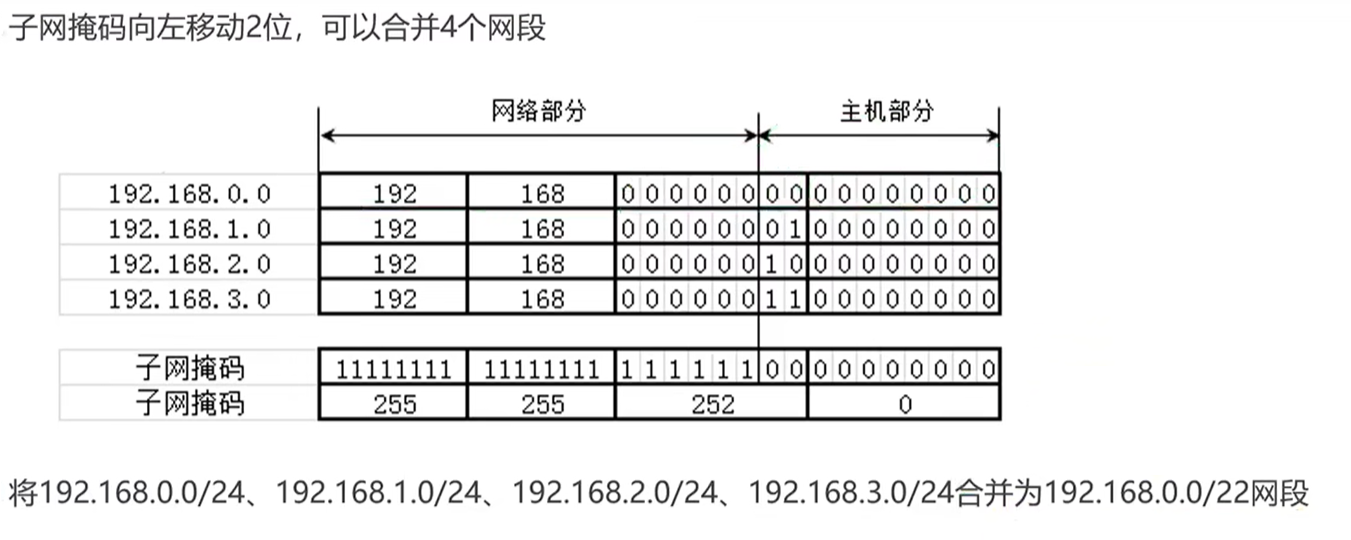 子网掩码向左移动2位，可以合并4个网段
网络部分 主机部分
192.168.0.0 192 168 0 0 0 0 0 0 0 0 0 0 0 0 0 0 0 0
192.168.1.0 192 168 0 0 0 0 0 0 0 1 0 0 0 0 0 0 0 0
192.168.2.0 192 168 0 0 0 0 0 0 1 0 0 0 0 0 0 0 0 0
192.168.3.0 192 168 0 0 0 0 0 0 1 1 0 0 0 0 0 0 0 0
子网掩码 11111111 11111111 1 1 1 1 1 1 0 0 0 0 0 0 0 0 0 0
子网掩码 255 255 252 0
将192.168.0.0/24、192.168.1.0/24、192.168.2.0/24、192.168.3.0/24合并为192.168.0.0/22网段